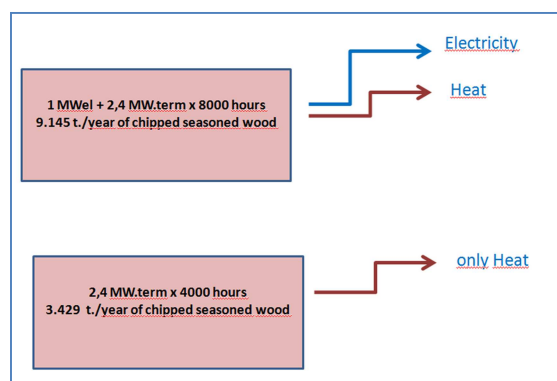 Electricity
1 MWel + 2,4 MW.term x 8000 hours
Heat
9.145 t./year of chipped seasoned wood
only Heat
2,4 MW.term x 4000 hours
3.429 t./year of chipped seasoned wood